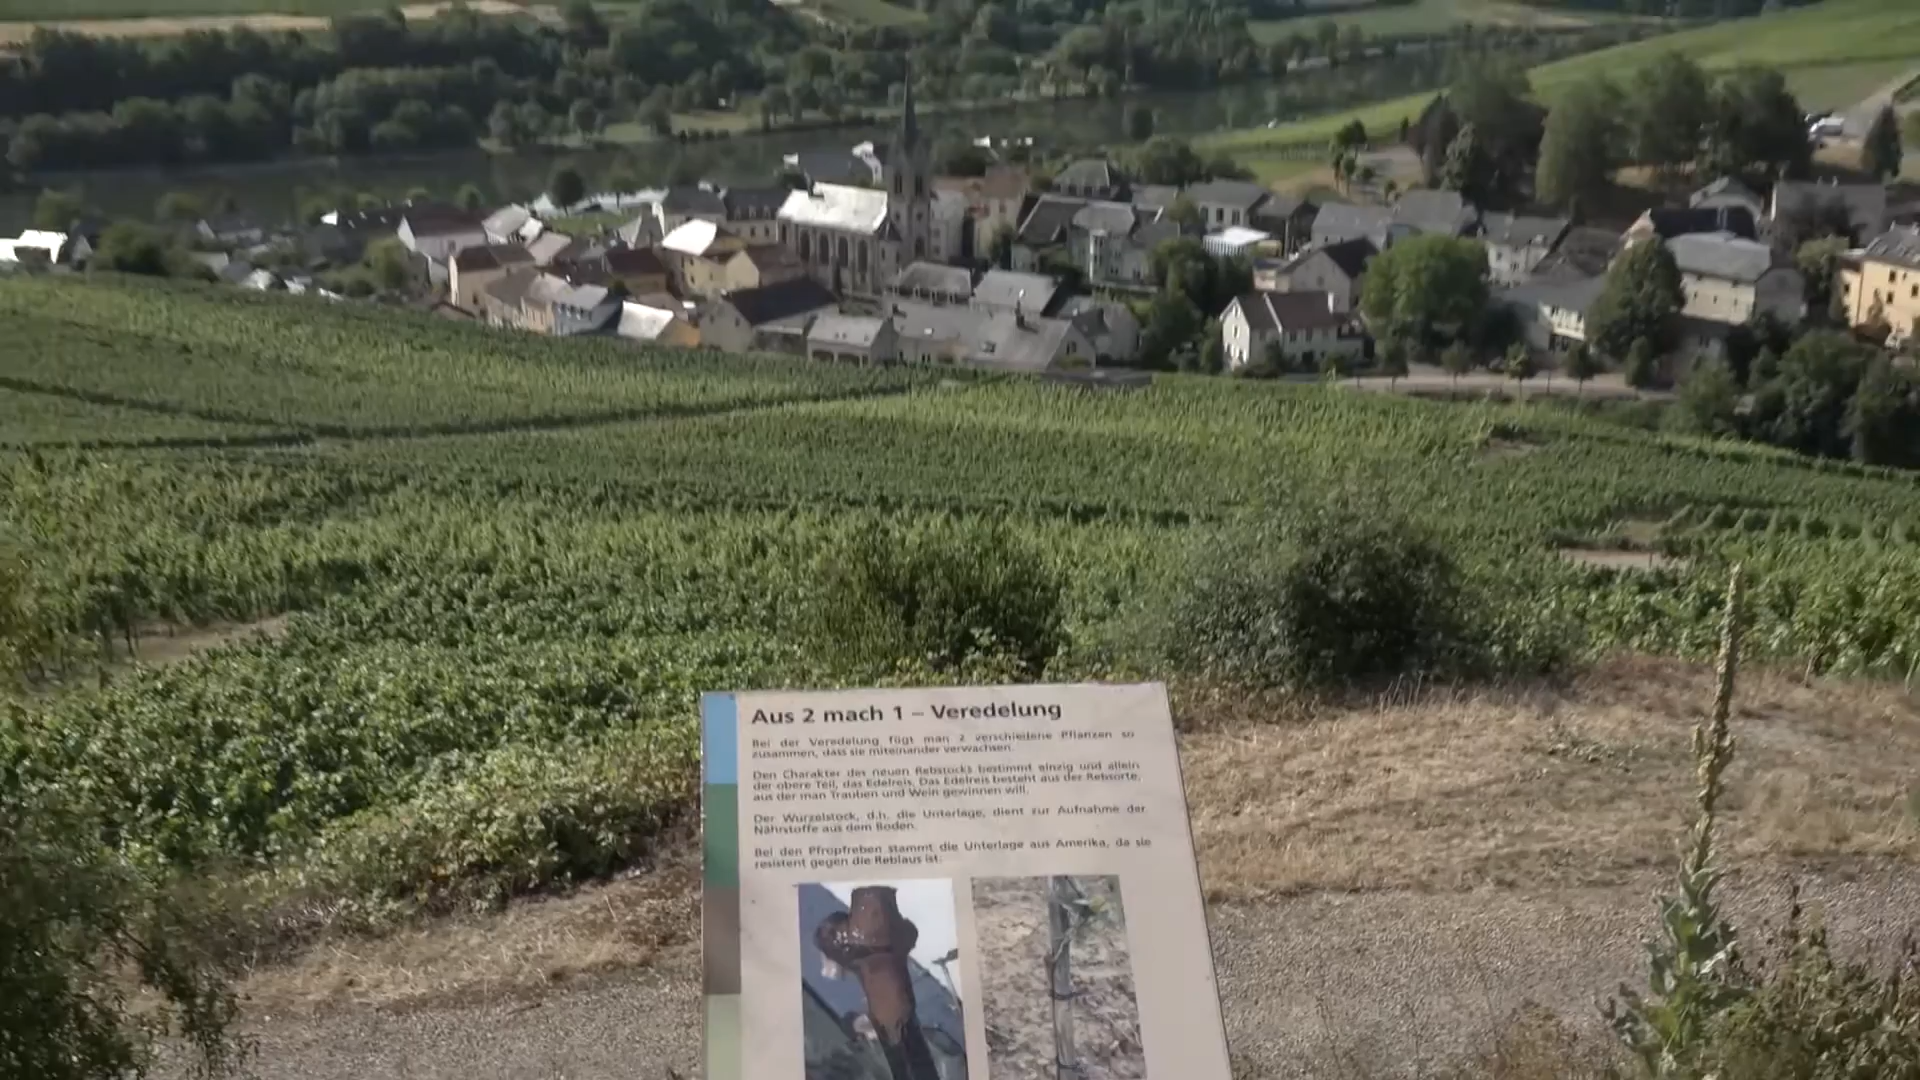 Aus 2 mach 1 – Veredelung
Bei der Veredelung fügt man 2 verschiedene Pflanzen so
zusammen, dass sie miteinander verwachsen.
Den Charakter des neuen Rebstocks bestimmt einzig und allein
der obere Teil, das Edelreis. Das Edelreis besteht aus der Rebsorte,
aus der man Trauben und Wein gewinnen will.
Der Wurzelstock, d.h. die Unterlage, dient zur Aufnahme der
Nährstoffe aus dem Boden.
Bei den Pfropfreben stammt die Unterlage aus Amerika, da sie
resistent gegen die Reblaus ist.